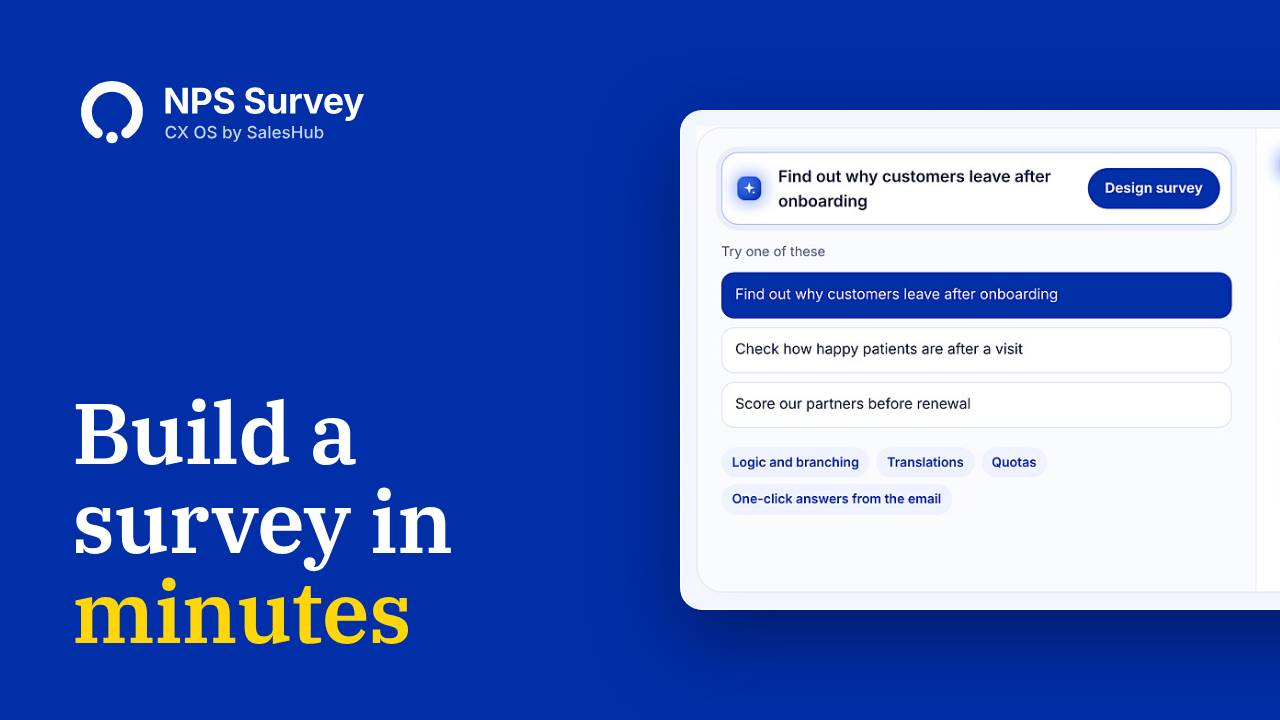 NPS Survey
CX OS by SalesHub
Build a
survey in
minutes
Find out why customers leave after
onboarding
Design survey
Try one of these
Find out why customers leave after onboarding
Check how happy patients are after a visit
Score our partners before renewal
Logic and branching
Translations
Quotas
One-click answers from the email